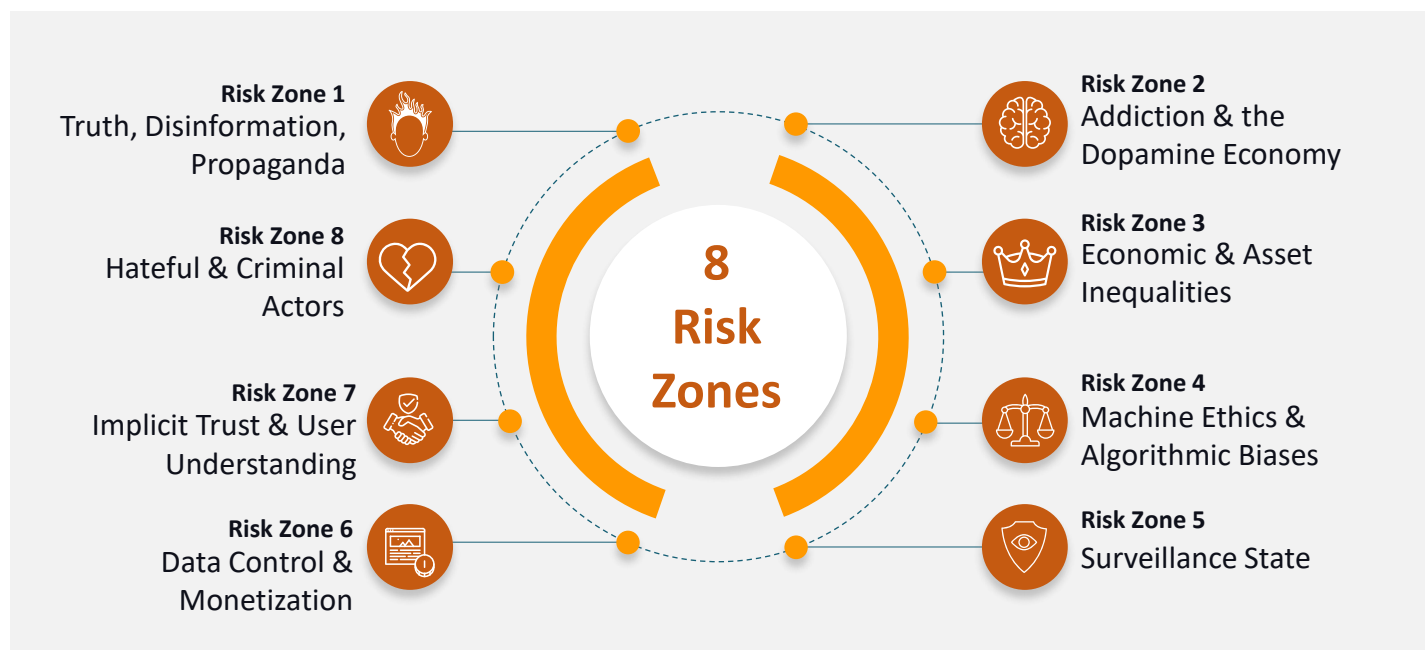 Risk Zone 1
Truth, Disinformation,
Propaganda
Risk Zone 8
Hateful & Criminal
Actors
Risk Zone 7
Implicit Trust & User
Understanding
Risk Zone 6
Data Control &
Monetization
8
Risk
Zones
Risk Zone 2
Addiction & the
Dopamine Economy
Risk Zone 3
Economic & Asset
Inequalities
Risk Zone 4
Machine Ethics &
Algorithmic Biases
Risk Zone 5
Surveillance State